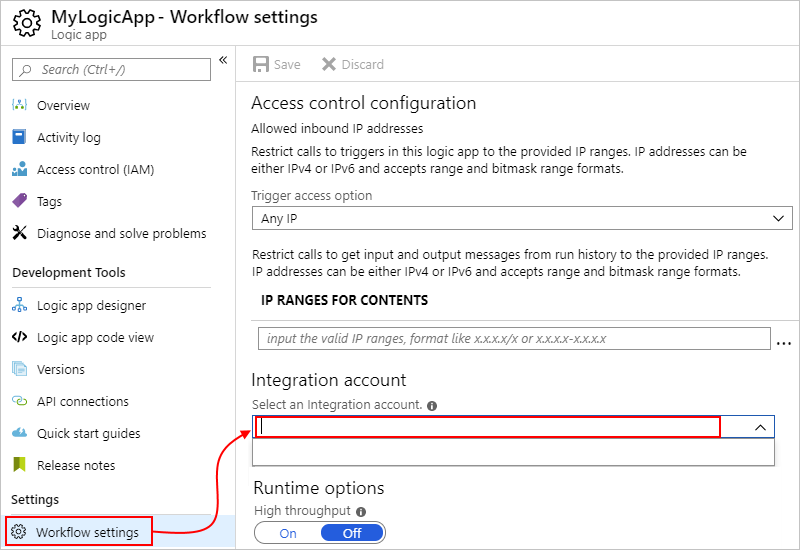 MyLogicApp - Workflow settings
Logic app
Search (Ctrl+/)
«
Overview
Activity log
Access control (IAM)
Tags
Diagnose and solve problems
Development Tools
Logic app designer
Logic app code view
Versions
API connections
Quick start guides
Release notes
Settings
Workflow settings
Save
Discard
Access control configuration
Allowed inbound IP addresses
Restrict calls to triggers in this logic app to the provided IP ranges. IP addresses can be
either IPv4 or IPv6 and accepts range and bitmask range formats.
Trigger access option
Any IP
Restrict calls to get input and output messages from run history to the provided IP ranges.
IP addresses can be either IPv4 or IPv6 and accepts range and bitmask range formats.
IP RANGES FOR CONTENTS
input the valid IP ranges, format like x.x.x.x/x or x.x.x.x-x.x.x.x
...
Integration account
Select an Integration account.
Runtime options
High throughput
On Off